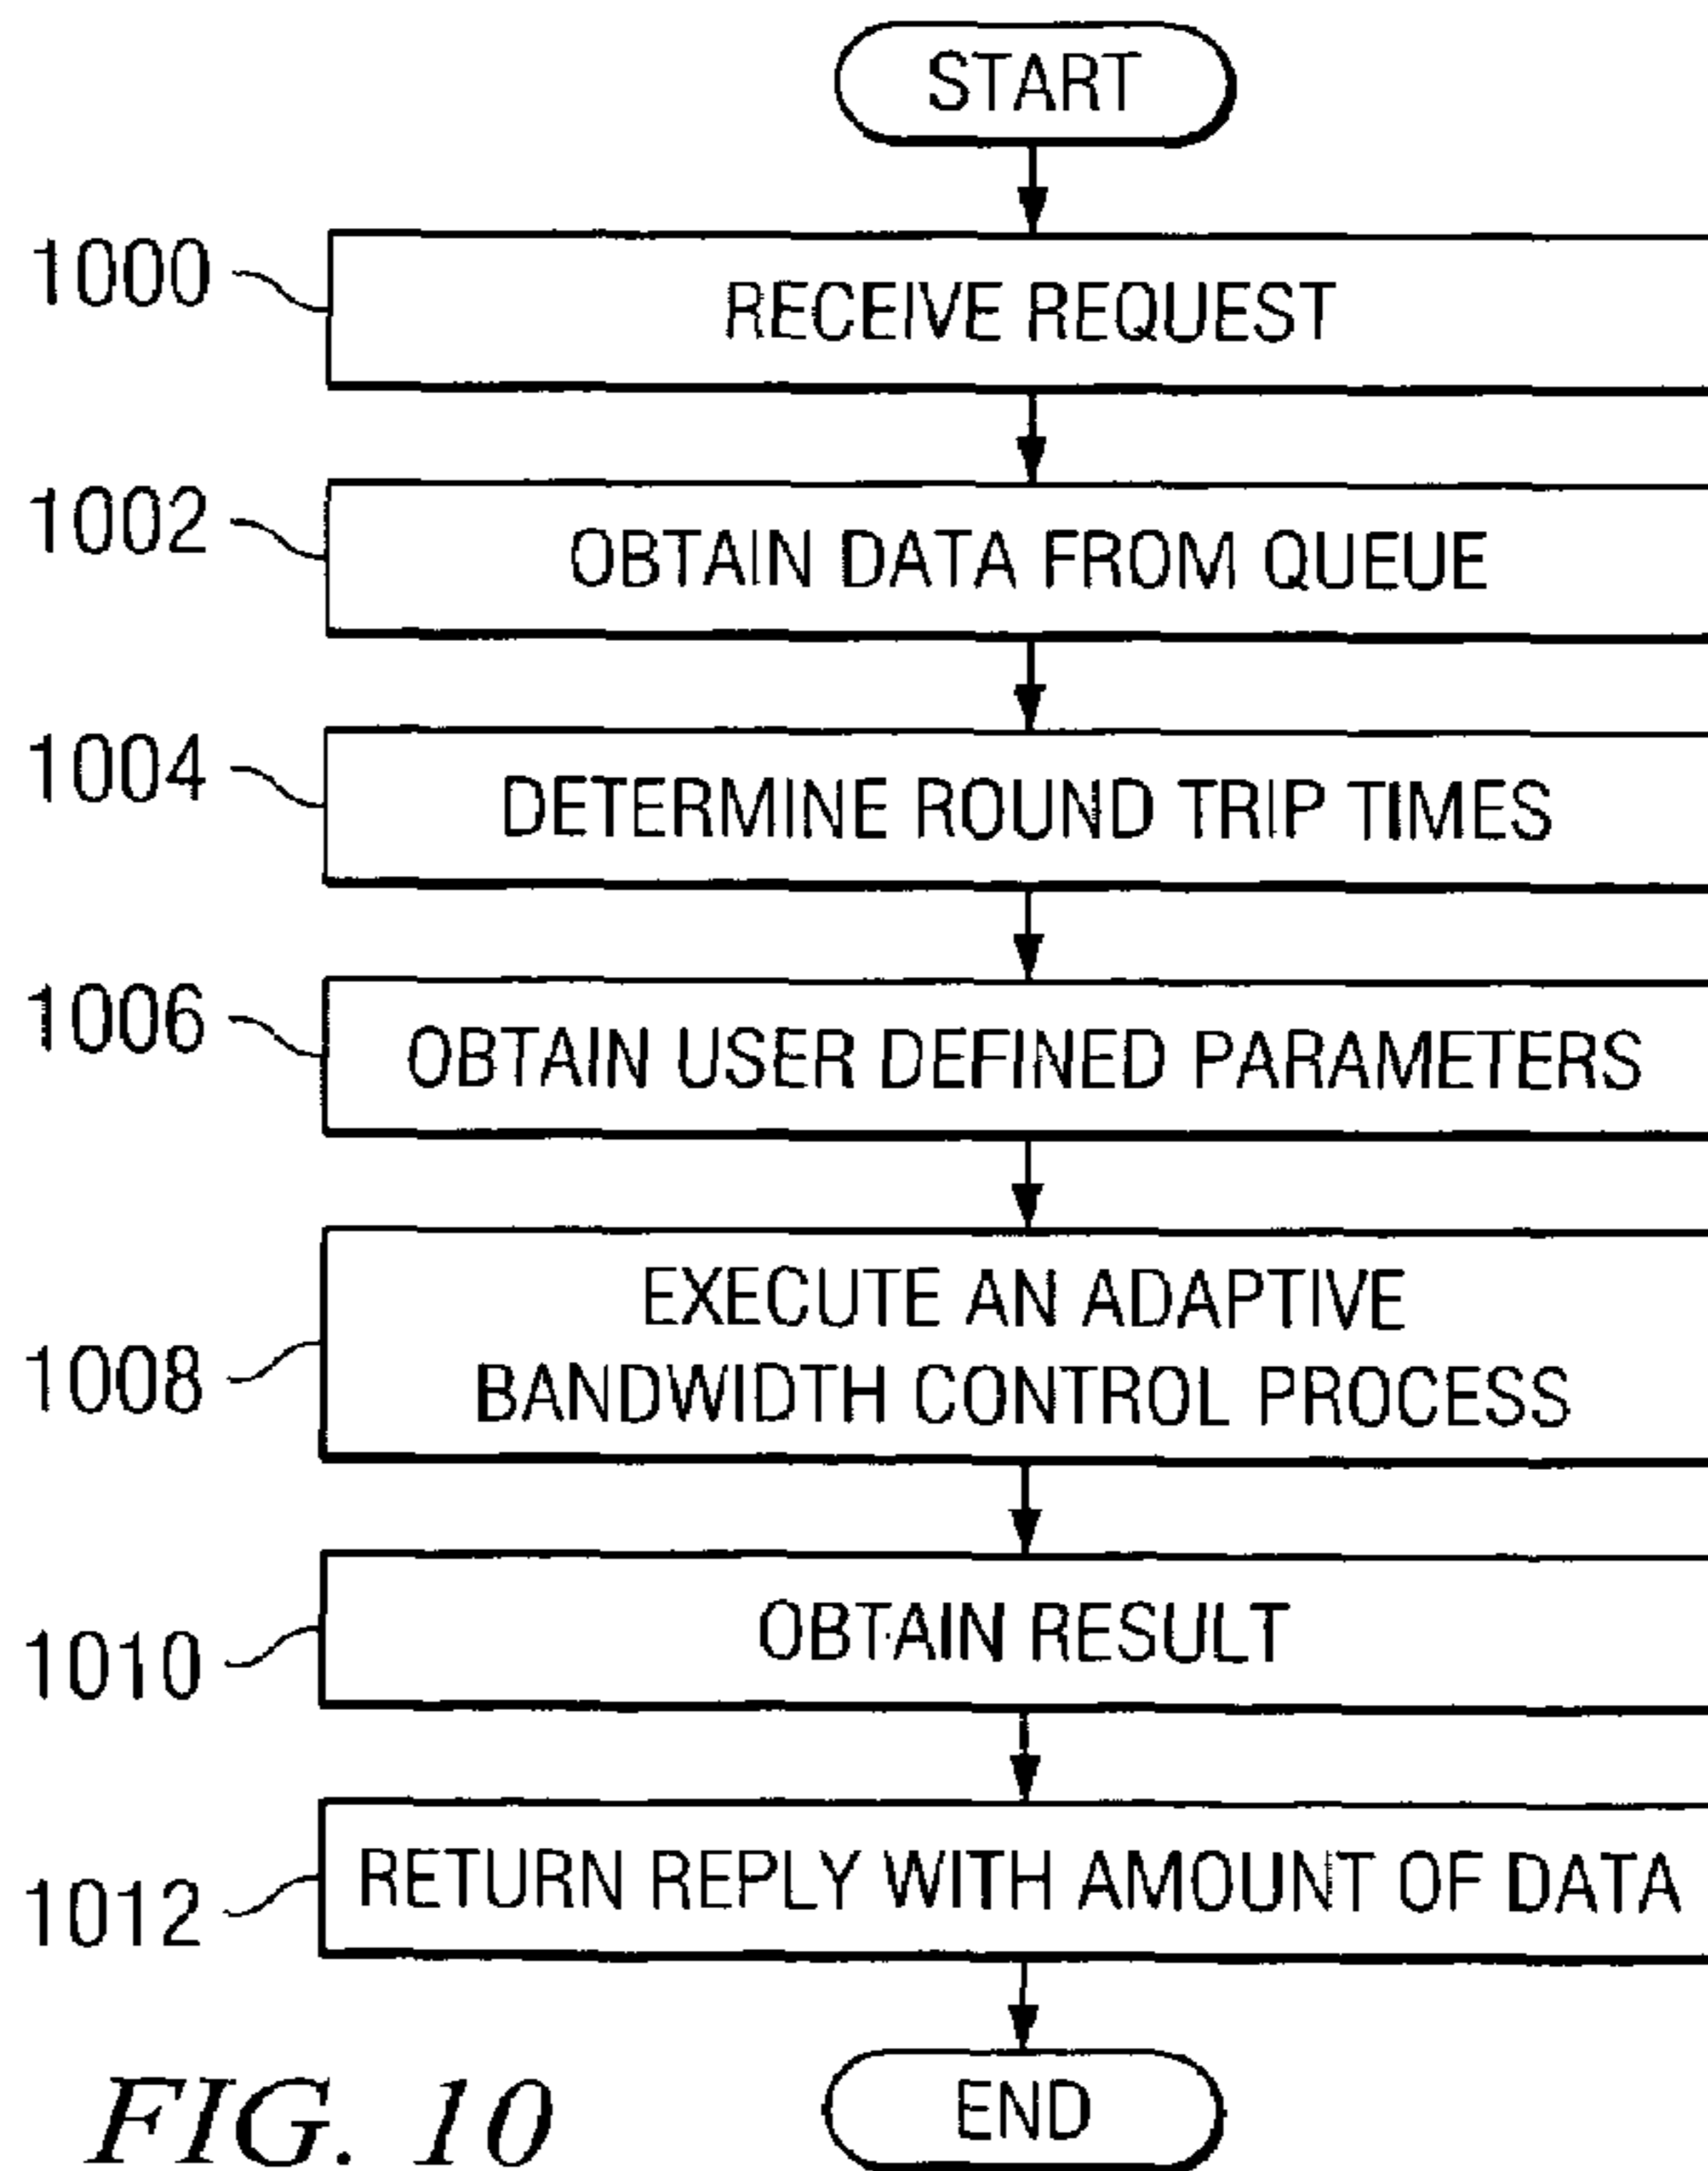 START
1000
RECEIVE REQUEST
1002
OBTAIN DATA FROM QUEUE
1004
DETERMINE ROUND TRIP TIMES
1006
OBTAIN USER DEFINED PARAMETERS
1008
EXECUTE AN ADAPTIVE
BANDWIDTH CONTROL PROCESS
1010
OBTAIN RESULT
1012
RETURN REPLY WITH AMOUNT OF DATA
END
FIG. 10